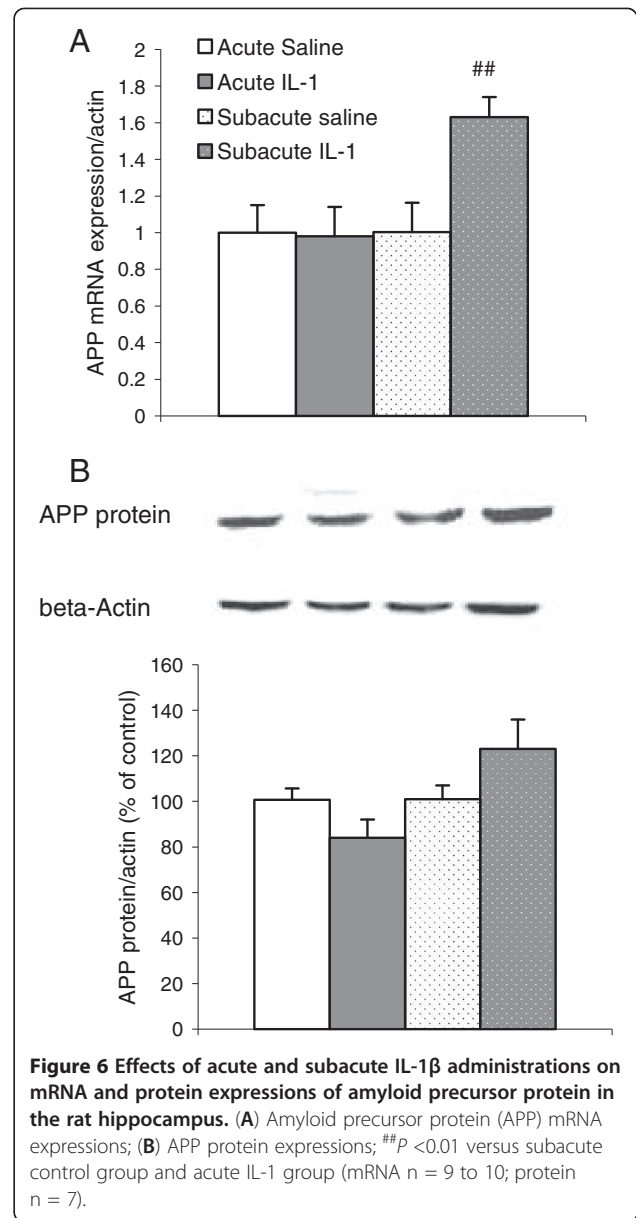 A
APP mRNA expression/actin
2
1.8
1.6
1.4
1.2
1
0.8
0.6
0.4
0.2
0
Acute Saline
Acute IL-1
Subacute saline
Subacute IL-1
##
B
APP protein
beta-Actin
APP protein/actin (% of control)
160
140
120
100
80
60
40
20
0
Figure 6 Effects of acute and subacute IL-1β administrations on
mRNA and protein expressions of amyloid precursor protein in
the rat hippocampus. (A) Amyloid precursor protein (APP) mRNA
expressions; (B) APP protein expressions; ##P <0.01 versus subacute
control group and acute IL-1 group (mRNA n = 9 to 10; protein
n = 7).